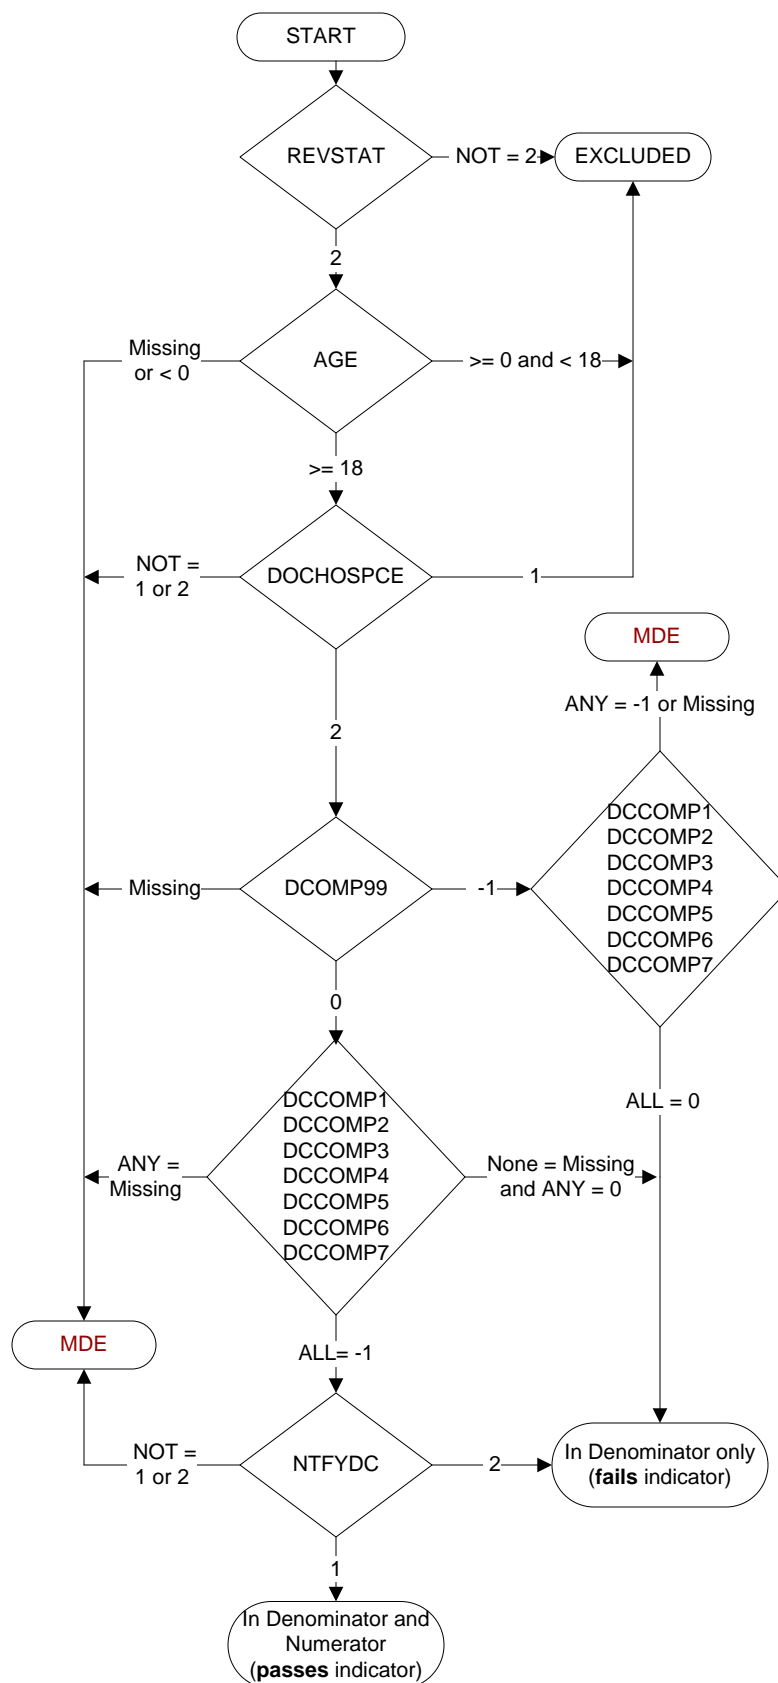 START
REVSTAT
NOT = 2
EXCLUDED
2
Missing
or < 0
AGE
>= 0 and < 18
>= 18
NOT =
1 or 2
DOCHOSPCE
1
MDE
ANY = -1 or Missing
2
DCCOMP1
DCCOMP2
DCCOMP3
DCCOMP4
DCCOMP5
DCCOMP6
DCCOMP7
Missing
DCOMP99
-1
0
ALL = 0
DCCOMP1
DCCOMP2
DCCOMP3
DCCOMP4
DCCOMP5
DCCOMP6
DCCOMP7
ANY =
Missing
None = Missing
and ANY = 0
MDE
ALL= -1
NOT =
1 or 2
NTFYDC
2
In Denominator only
(fails indicator)
1
In Denominator and
Numerator
(passes indicator)